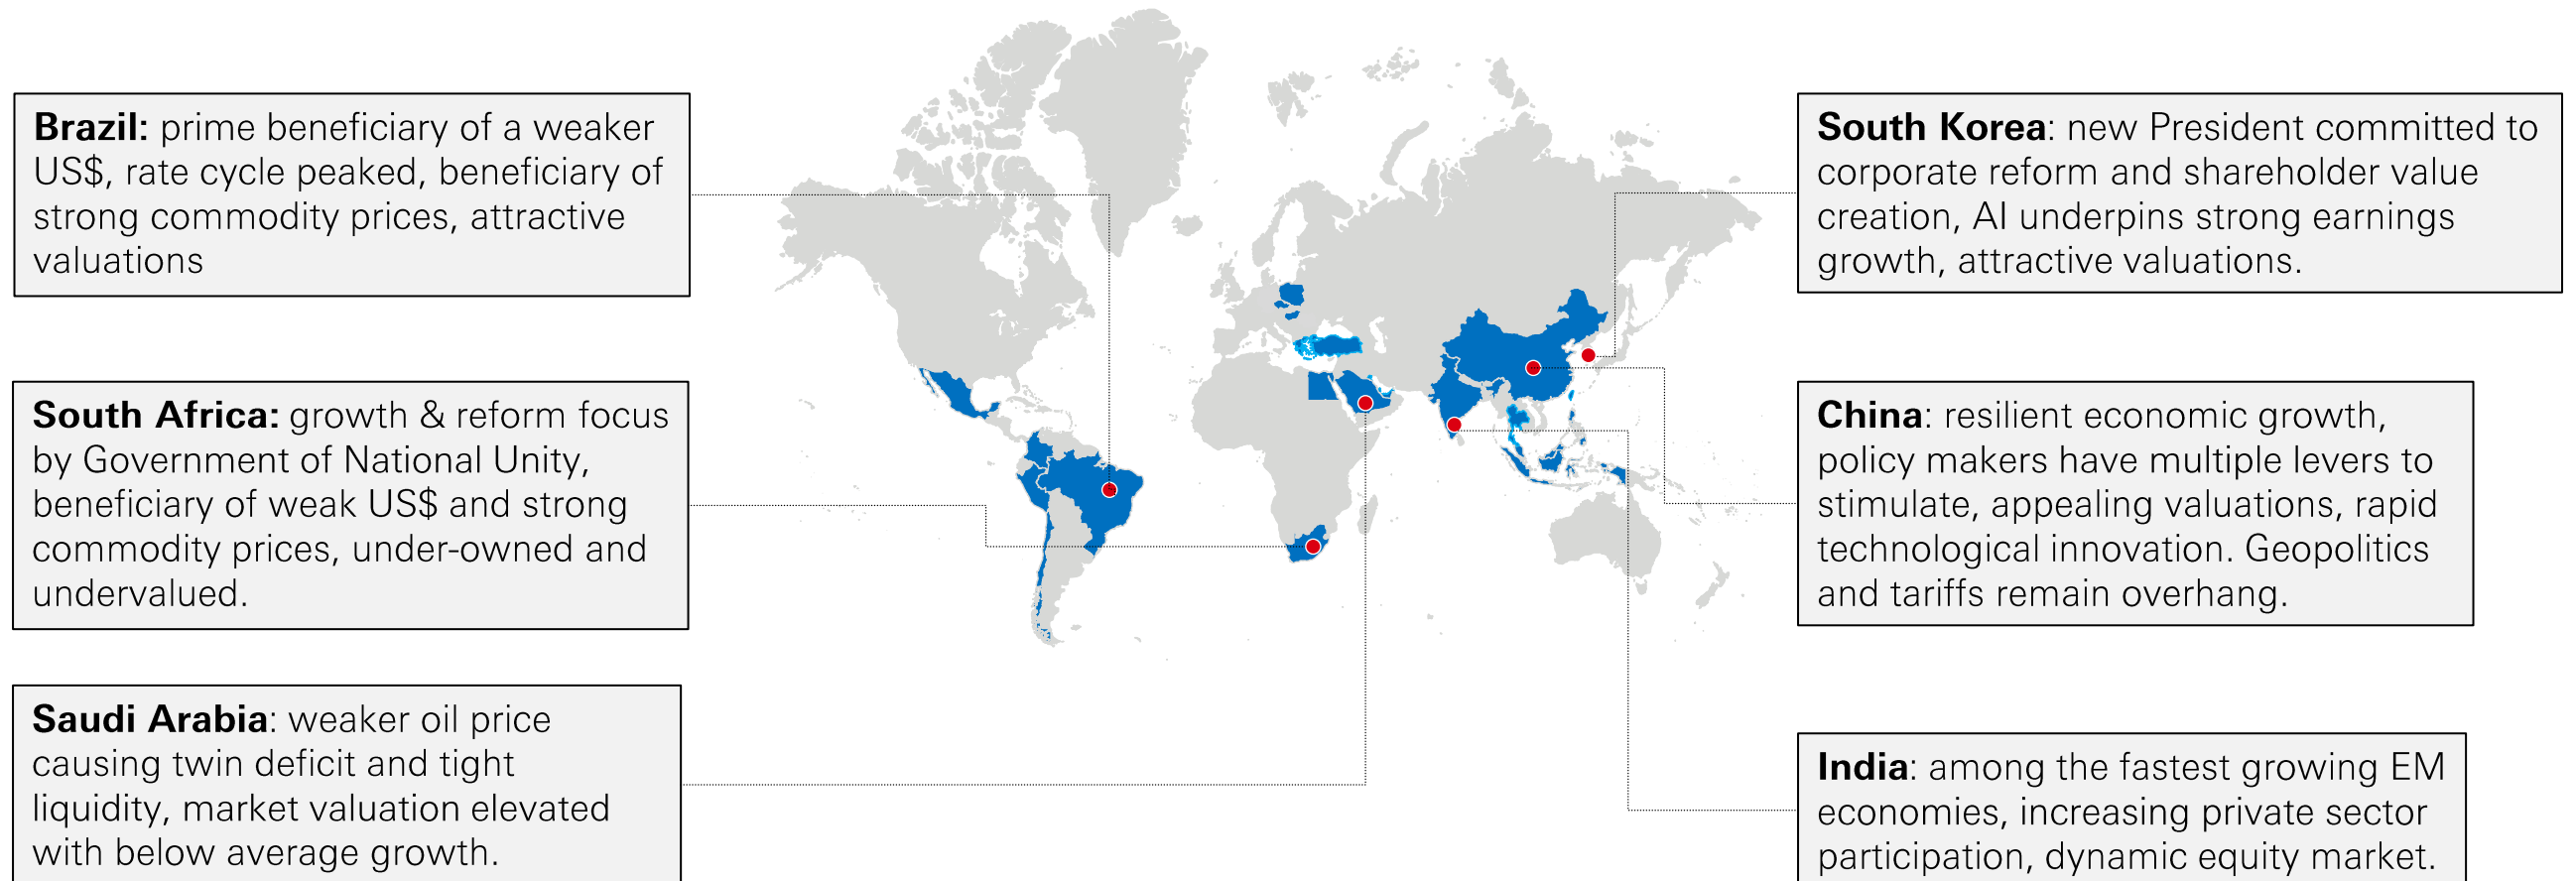 Brazil: prime beneficiary of a weaker
US$, rate cycle peaked, beneficiary of
strong commodity prices, attractive
valuations
South Africa: growth & reform focus
by Government of National Unity,
beneficiary of weak US$ and strong
commodity prices, under-owned and
undervalued.
Saudi Arabia: weaker oil price
causing twin deficit and tight
liquidity, market valuation elevated
with below average growth.
South Korea: new President committed to
corporate reform and shareholder value
creation, AI underpins strong earnings
growth, attractive valuations.
China: resilient economic growth,
policy makers have multiple levers to
stimulate, appealing valuations, rapid
technological innovation. Geopolitics
and tariffs remain overhang.
India: among the fastest growing EM
economies, increasing private sector
participation, dynamic equity market.